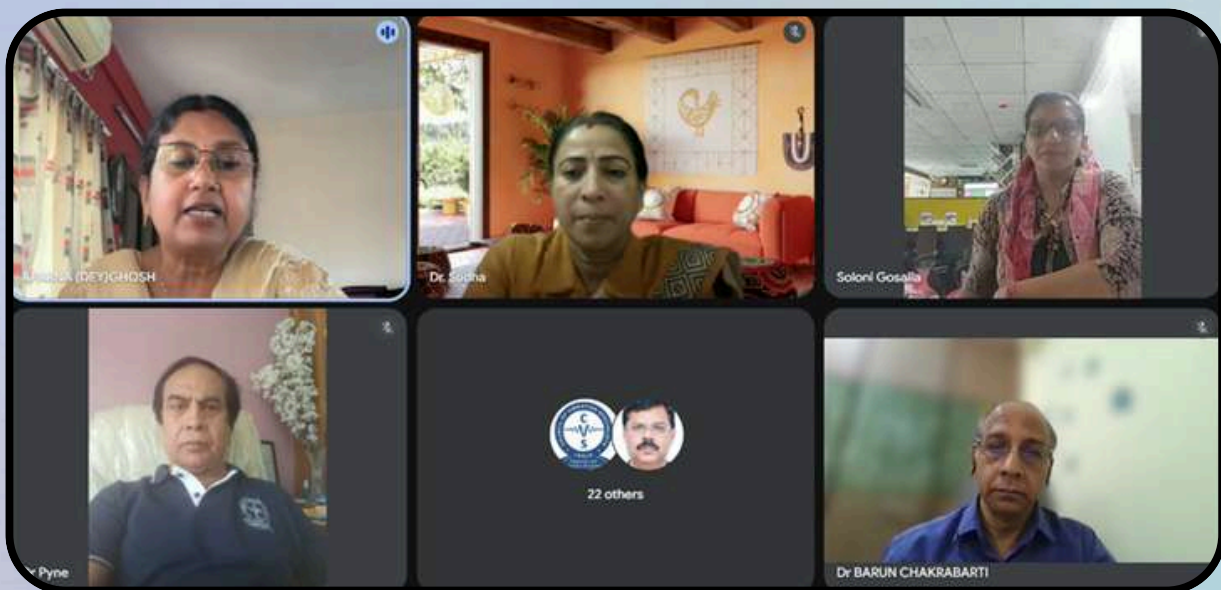 (DEY)GHOSH
Dr. Sudha
Soloni Gosalia
Pyne
22 others
C
V
S
Dr BARUN CHAKRABARTI